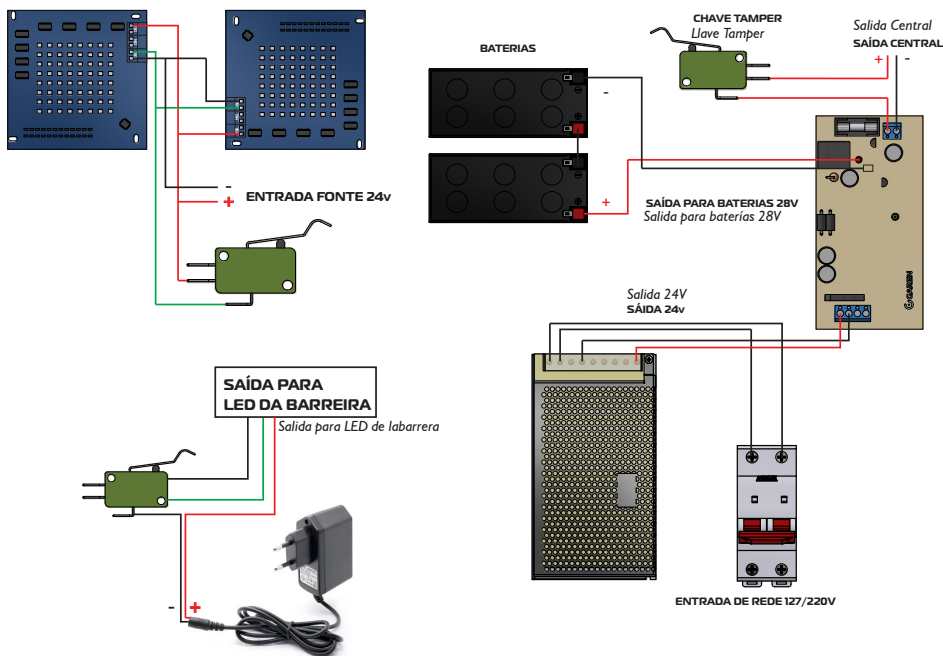 CHAVE TAMPER
Llave Tamper
Salida Central
SAÍDA CENTRAL
+ -
BATERIAS
-
+
-
+
ENTRADA FONTE 24v
SAÍDA PARA BATERIAS 28V
Salida para baterías 28V
GAREN
Salida 24V
SÁIDA 24v
SAÍDA PARA
LED DA BARREIRA
Salida para LED de labarrera
- +
ENTRADA DE REDE 127/220V